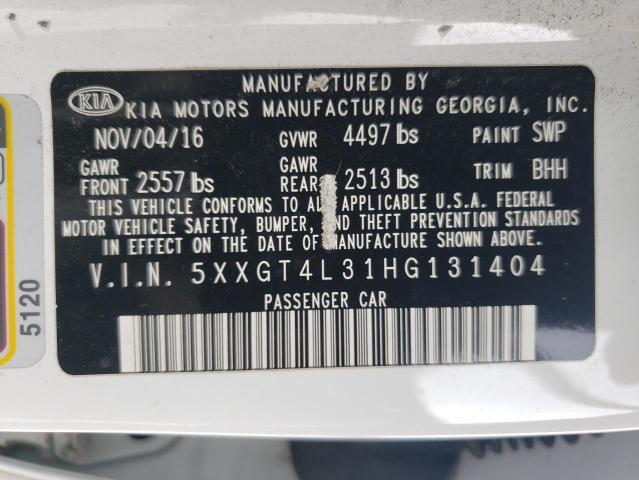 MANUFACTURED BY
KIA KIA MOTORS MANUFACTURING GEORGIA, INC.
NOV/04/16 GVWR 4497 lbs PAINT SWP
GAWR FRONT 2557 lbs GAWR REAR 2513 lbs TRIM BHH
THIS VEHICLE CONFORMS TO ALL APPLICABLE U.S.A. FEDERAL
MOTOR VEHICLE SAFETY, BUMPER, AND THEFT PREVENTION STANDARDS
IN EFFECT ON THE DATE OF MANUFACTURE SHOWN ABOVE.
V.I.N. 5XXGT4L31HG131404
PASSENGER CAR
5120